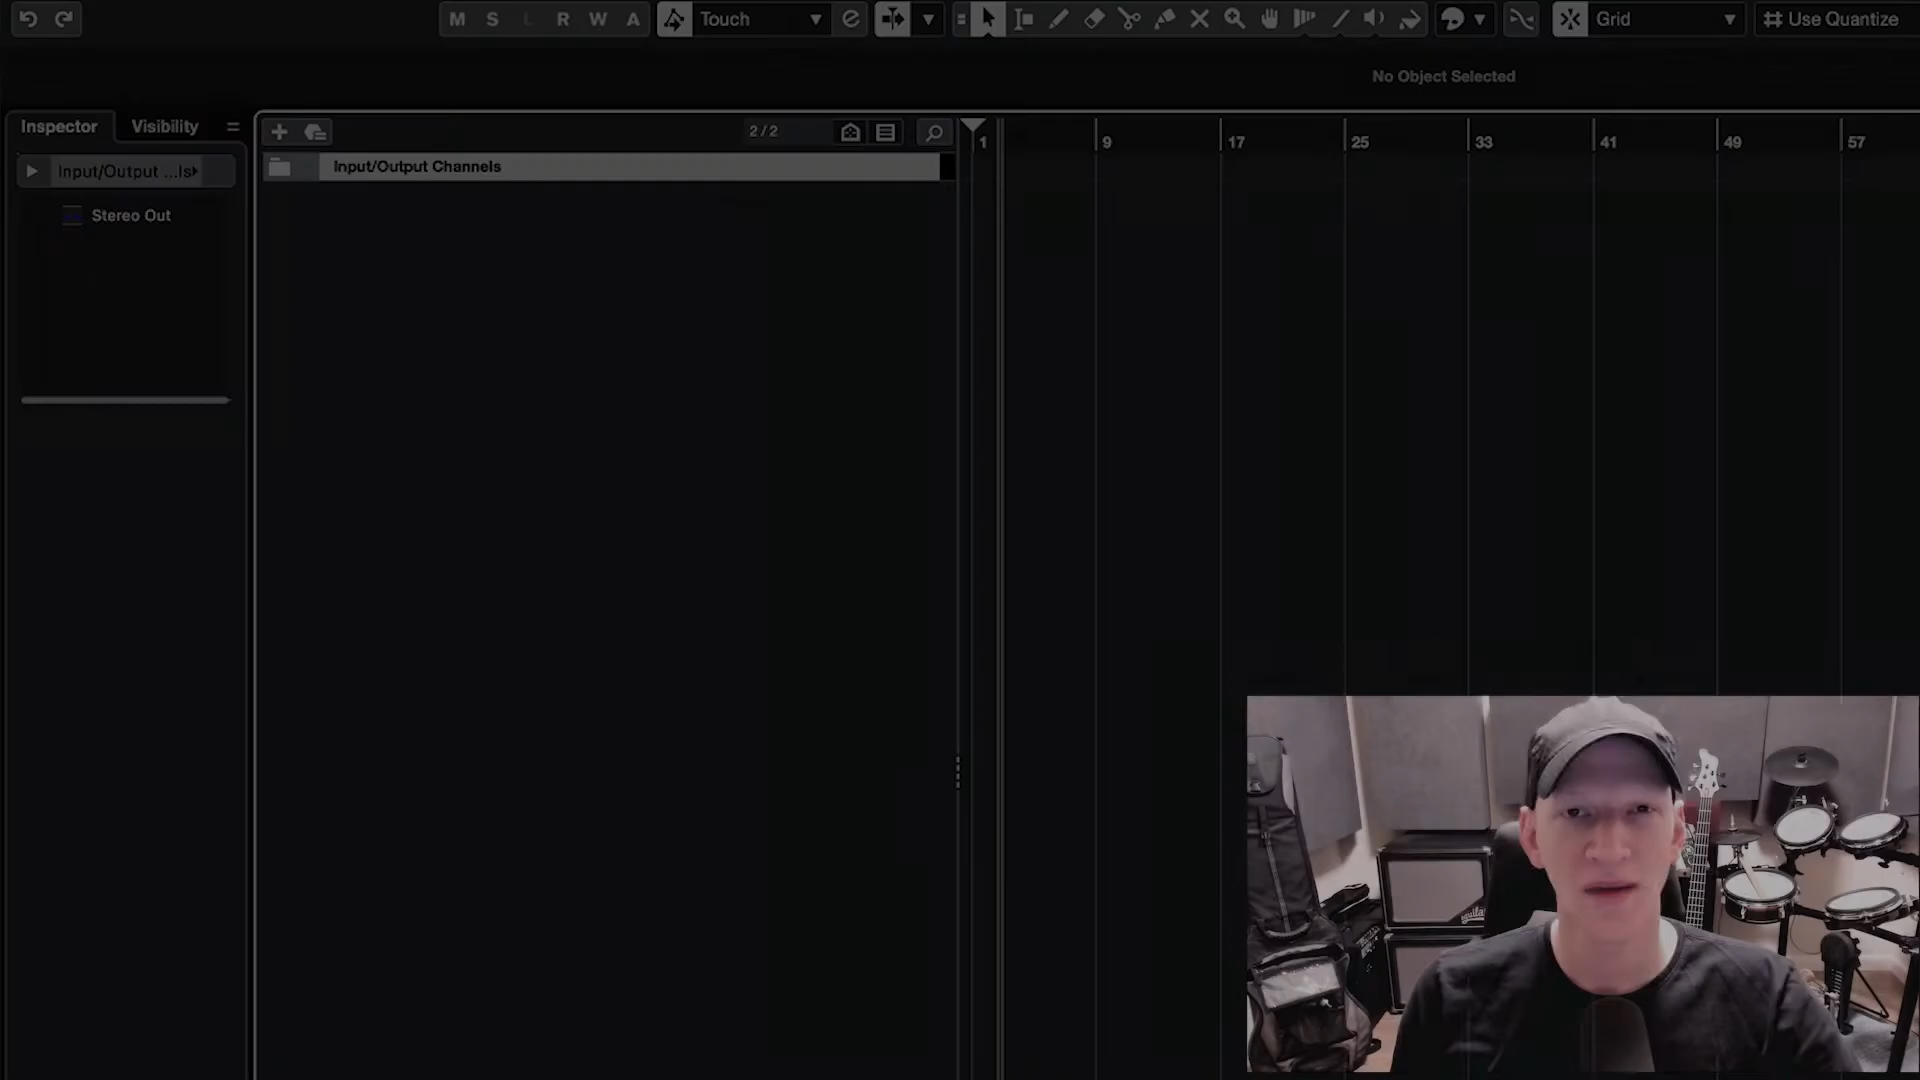 M S L R W A Touch Grid Use Quantize
No Object Selected
Inspector Visibility
2 / 2
1 9 17 25 33 41 49 57
Input/Output ...ls
Input/Output Channels
Stereo Out